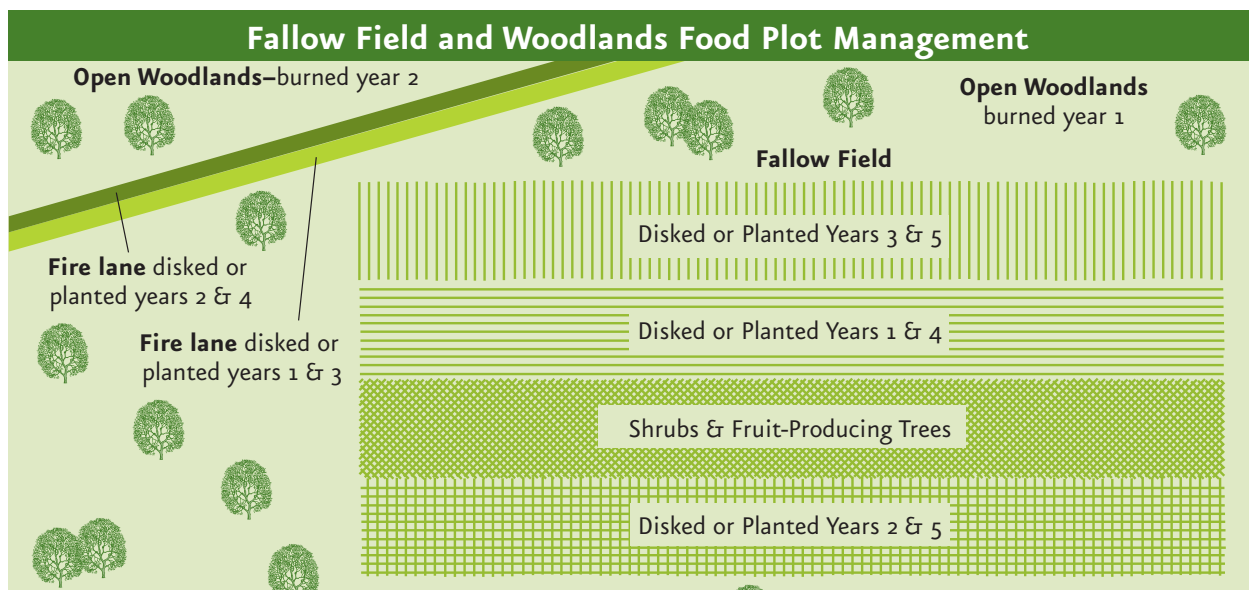 Fallow Field and Woodlands Food Plot Management
Open Woodlands–burned year 2
Open Woodlands
burned year 1
Fallow Field
Disked or Planted Years 3 & 5
Fire lane disked or
planted years 2 & 4
Fire lane disked or
planted years 1 & 3
Disked or Planted Years 1 & 4
Shrubs & Fruit-Producing Trees
Disked or Planted Years 2 & 5